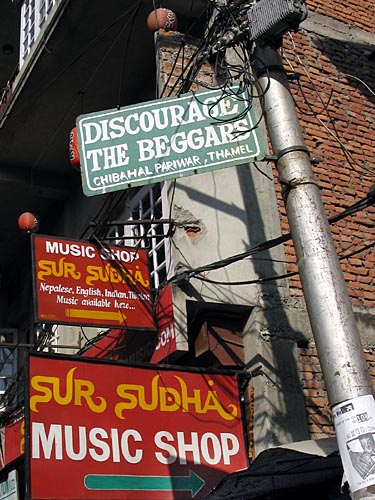 DISCOURAGE
THE BEGGARS
CHIBAHAL PARIWAR, THAMEL
MUSIC SHOP
SUR SUDHA
Nepalese, English, Indian, Tibetan
Music available here...
SUR SUDHA
MUSIC SHOP